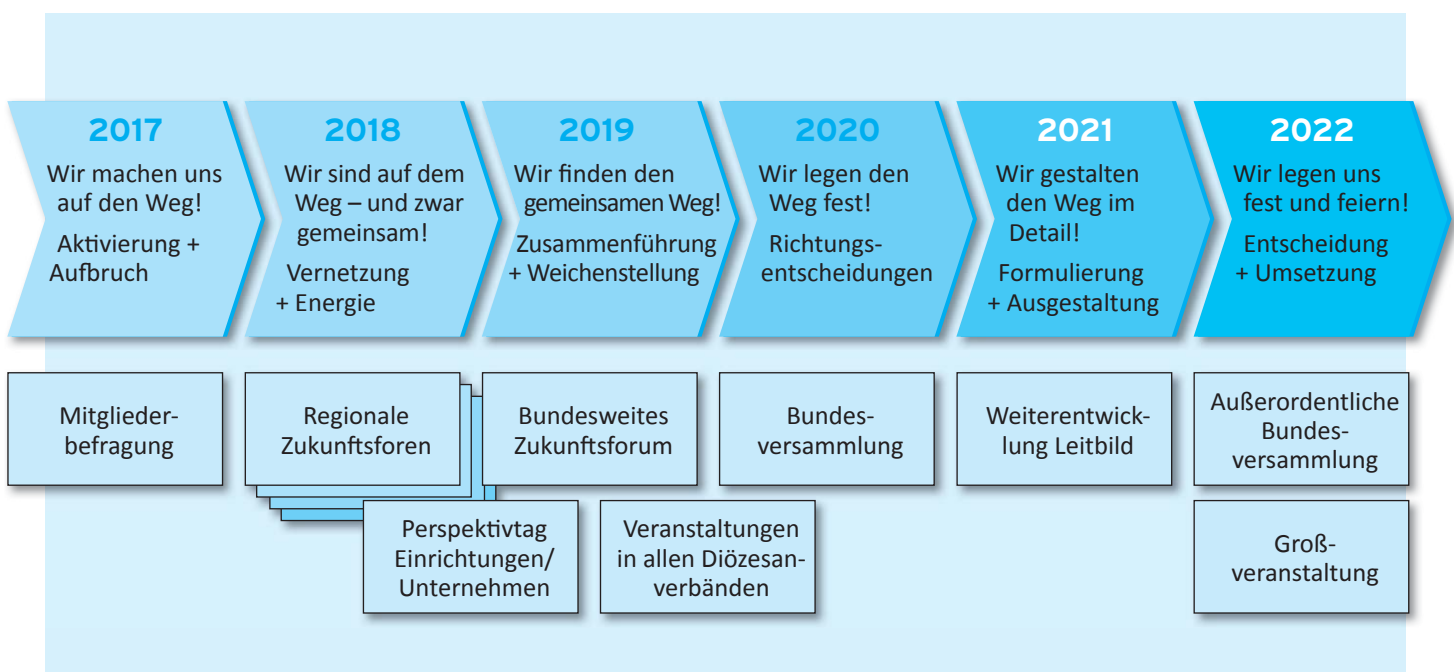 2017
Wir machen uns
auf den Weg!
Aktivierung +
Aufbruch
2018
Wir sind auf dem
Weg – und zwar
gemeinsam!
Vernetzung
+ Energie
2019
Wir finden den
gemeinsamen Weg!
Zusammenführung
+ Weichenstellung
2020
Wir legen den
Weg fest!
Richtungs-
entscheidungen
2021
Wir gestalten
den Weg im
Detail!
Formulierung
+ Ausgestaltung
2022
Wir legen uns
fest und feiern!
Entscheidung
+ Umsetzung
Mitglieder-
befragung
Regionale
Zukunftsforen
Bundesweites
Zukunftsforum
Bundes-
versammlung
Weiterentwick-
lung Leitbild
Außerordentliche
Bundes-
versammlung
Perspektivtag
Einrichtungen/
Unternehmen
Veranstaltungen
in allen Diözesan-
verbänden
Groß-
veranstaltung